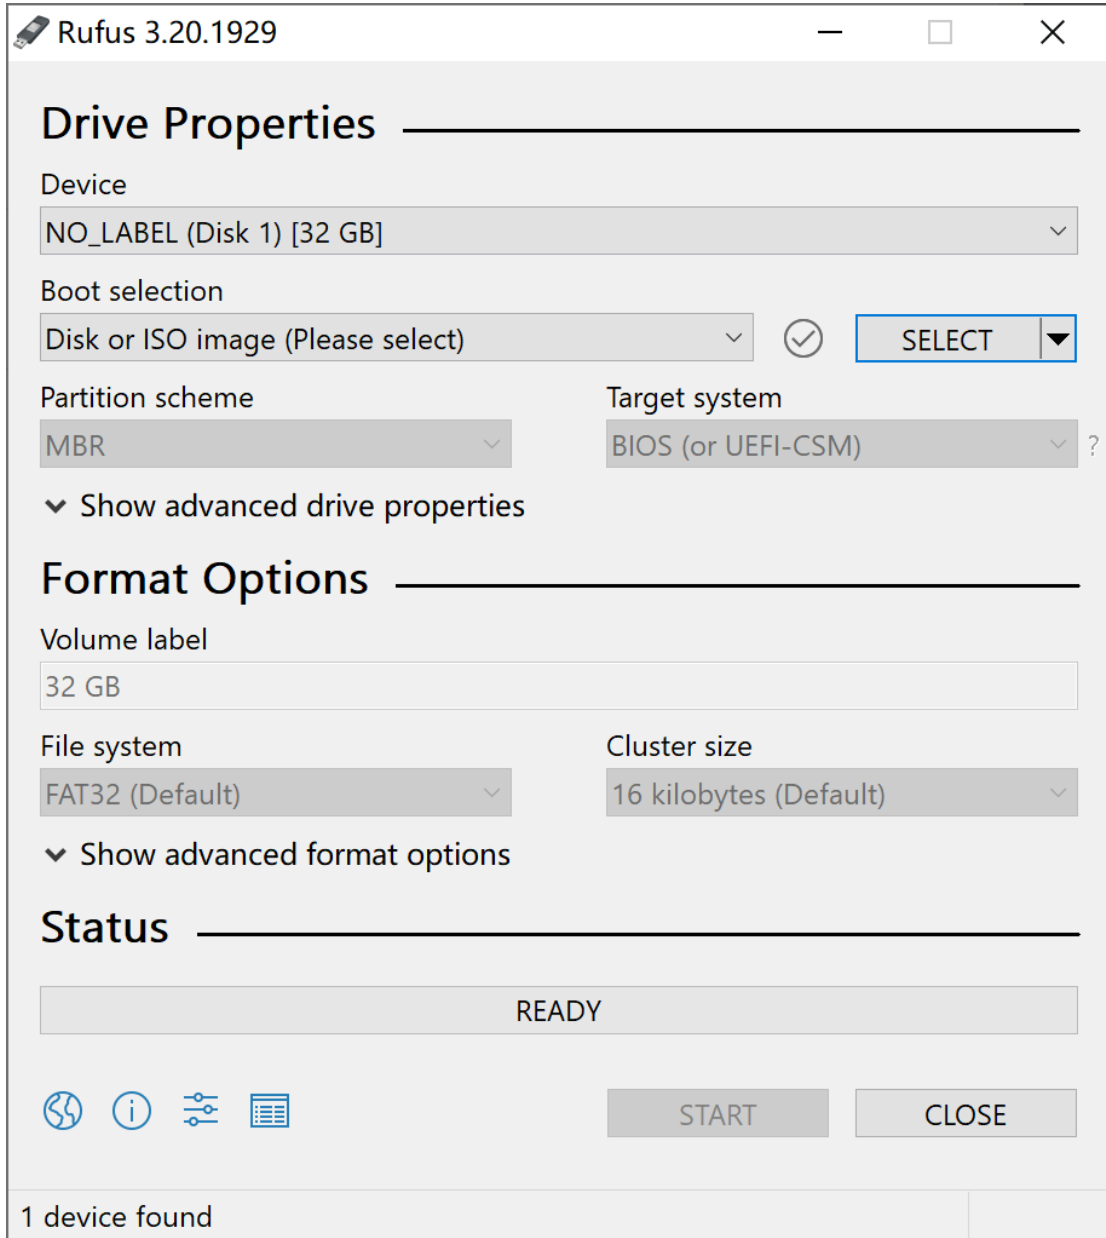 Rufus 3.20.1929
Drive Properties
Device
NO_LABEL (Disk 1) [32 GB]
Boot selection
Disk or ISO image (Please select)
SELECT
Partition scheme
Target system
MBR
BIOS (or UEFI-CSM)
?
Show advanced drive properties
Format Options
Volume label
32 GB
File system
Cluster size
FAT32 (Default)
16 kilobytes (Default)
Show advanced format options
Status
READY
START
CLOSE
1 device found